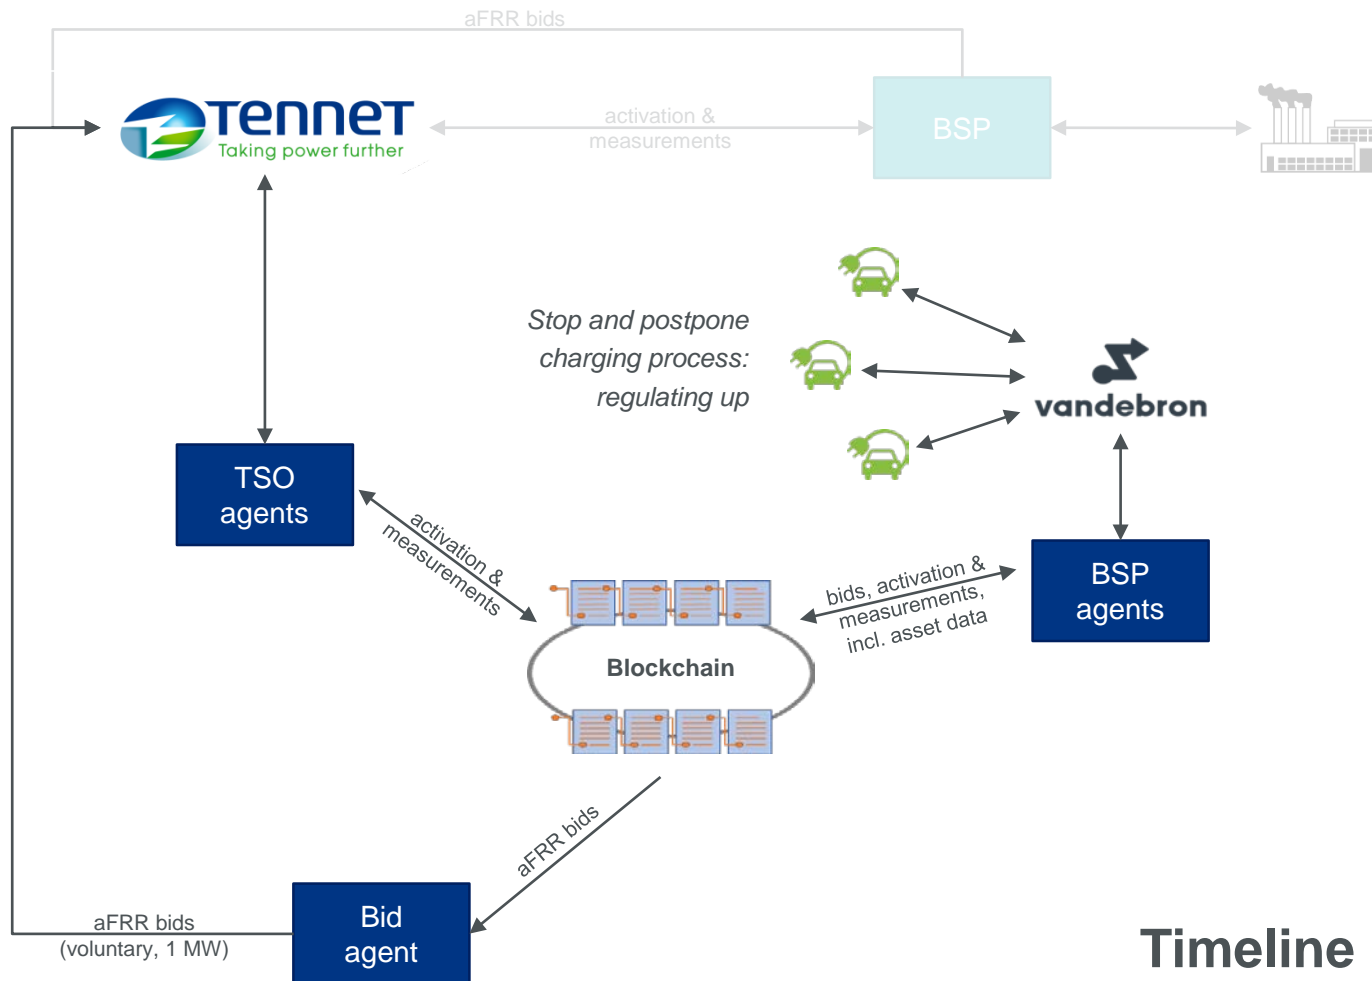 aFRR bids
TenneT
Taking power further
activation &
measurements
BSP
Stop and postpone
charging process:
regulating up
vandebron
TSO
agents
activation &
measurements
bids, activation &
measurements,
incl. asset data
BSP
agents
Blockchain
aFRR bids
aFRR bids
(voluntary, 1 MW)
Bid
agent
Timeline